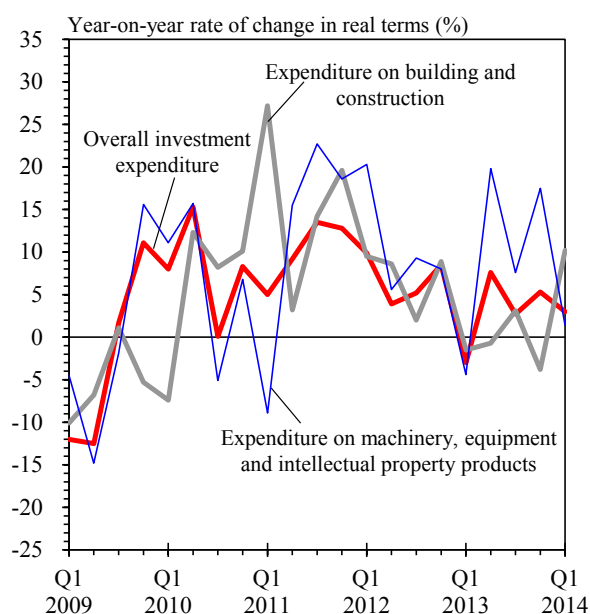 Year-on-year rate of change in real terms (%)
35
30
25
20
15
10
5
0
-5
-10
-15
-20
-25
Expenditure on building and
construction
Overall investment
expenditure
Expenditure on machinery, equipment
and intellectual property products
Q1 Q1 Q1 Q1 Q1 Q1
2009 2010 2011 2012 2013 2014